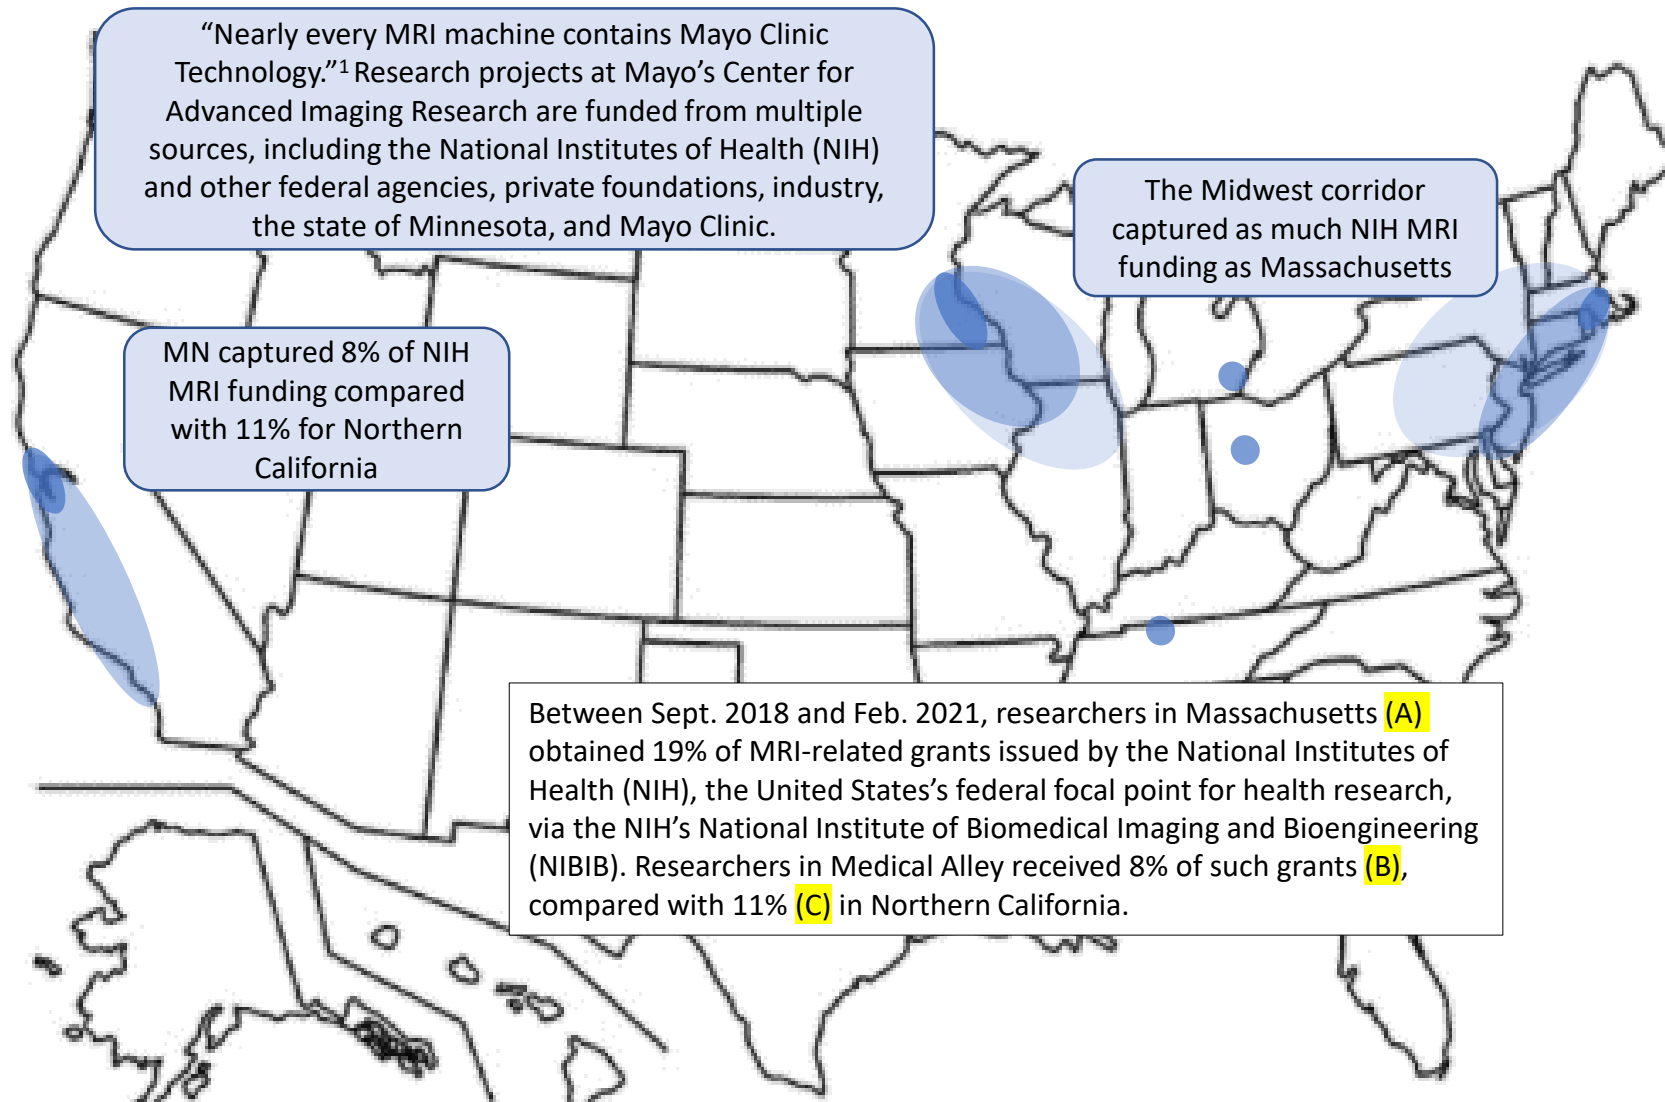 “Nearly every MRI machine contains Mayo Clinic
Technology.”1 Research projects at Mayo’s Center for
Advanced Imaging Research are funded from multiple
sources, including the National Institutes of Health (NIH)
and other federal agencies, private foundations, industry,
the state of Minnesota, and Mayo Clinic.
The Midwest corridor
captured as much NIH MRI
funding as Massachusetts
MN captured 8% of NIH
MRI funding compared
with 11% for Northern
California
Between Sept. 2018 and Feb. 2021, researchers in Massachusetts (A)
obtained 19% of MRI-related grants issued by the National Institutes of
Health (NIH), the United States’s federal focal point for health research,
via the NIH’s National Institute of Biomedical Imaging and Bioengineering
(NIBIB). Researchers in Medical Alley received 8% of such grants (B),
compared with 11% (C) in Northern California.